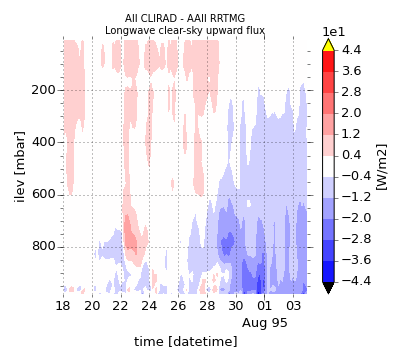 All CLIRAD - AAll RRTMG
Longwave clear-sky upward flux
1e1
4.4
3.6
2.8
2.0
1.2
0.4
−0.4
−1.2
−2.0
−2.8
−3.6
−4.4
[W/m2]
ilev [mbar]
200
400
600
800
18 20 22 24 26 28 30 01 03
Aug 95
time [datetime]